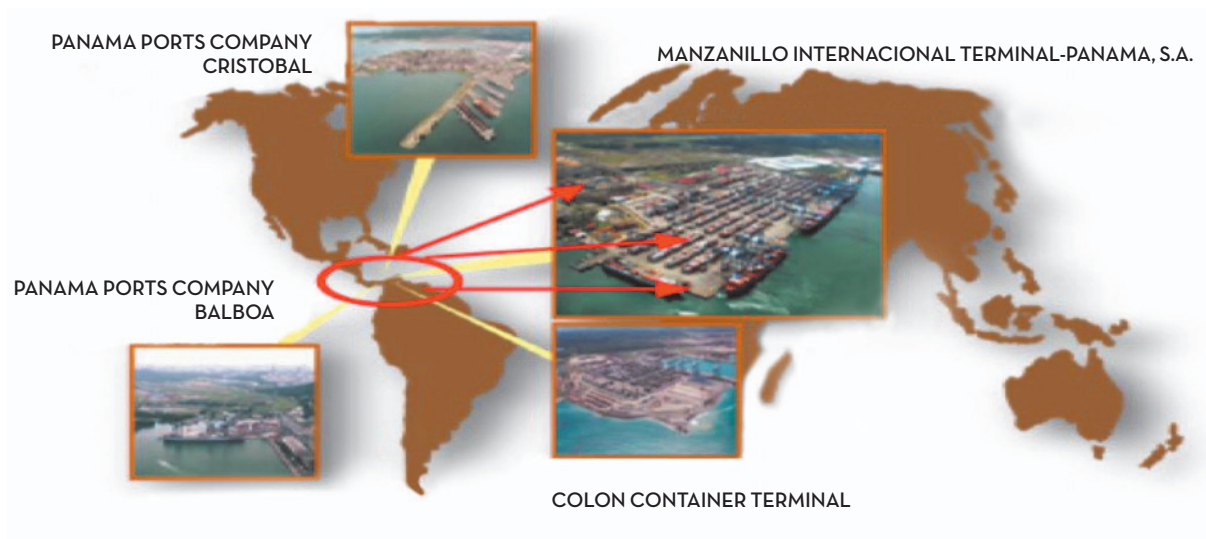 PANAMA PORTS COMPANY
CRISTOBAL
MANZANILLO INTERNACIONAL TERMINAL-PANAMA, S.A.
PANAMA PORTS COMPANY
BALBOA
COLON CONTAINER TERMINAL